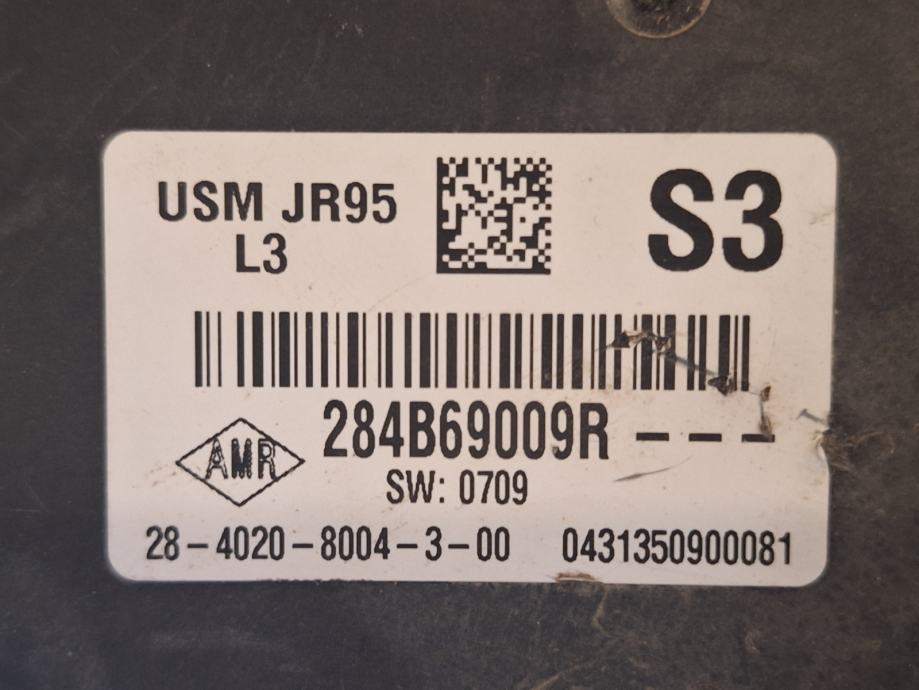 USM JR95
L3
S3
284B69009R - - -
AMR
SW: 0709
28-4020-8004-3-00 0431350900081